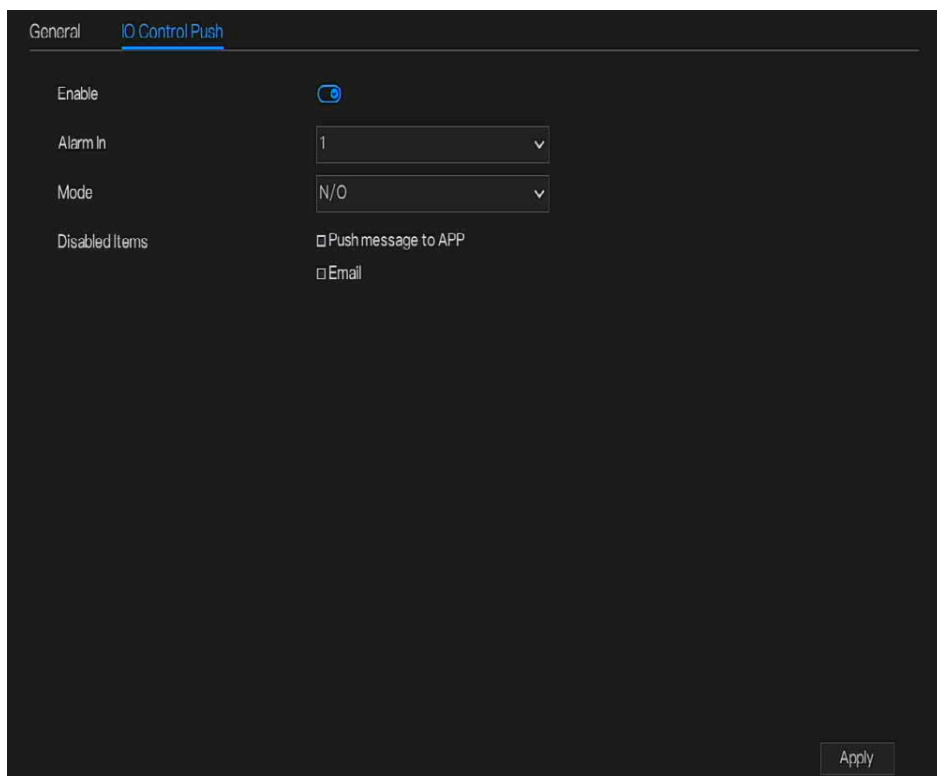 General IO Control Push
Enable
Alarm In 1
Mode N/O
Disabled Items Push message to APP
Email
Apply